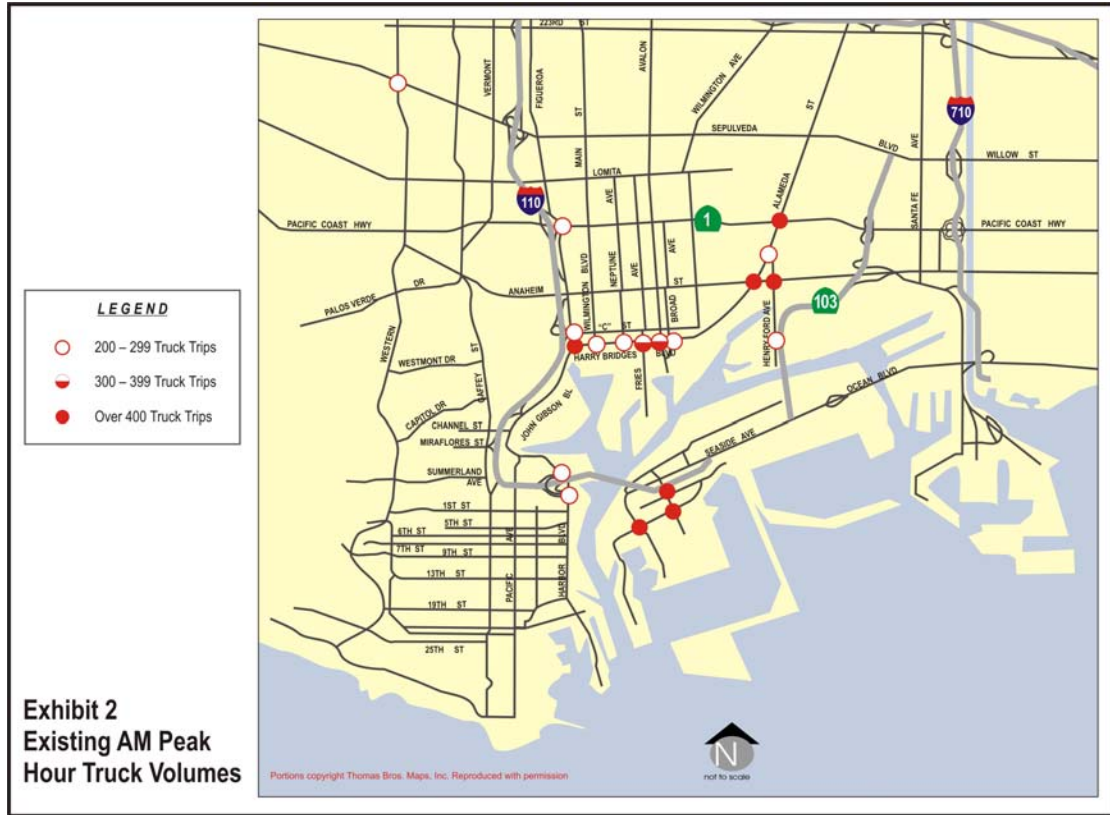 LEGEND
200 – 299 Truck Trips
300 – 399 Truck Trips
Over 400 Truck Trips
Exhibit 2
Existing AM Peak
Hour Truck Volumes
223RD ST
VERMONT
FIGUEROA
MAIN ST
AVALON
WILMINGTON AVE
ALAMEDA ST
SEPULVEDA BLVD
WILLOW ST
SANTA FE AVE
710
LOMITA
110
1
PACIFIC COAST HWY
PACIFIC COAST HWY
WILMINGTON BLVD
NEPTUNE AVE
AVE
BROAD AVE
ANAHEIM ST
PALOS VERDE DR
"C" ST
103
HENRY FORD AVE
HARRY BRIDGES BLVD
FRIES
WESTERN
WESTMONT DR
GAFFEY ST
CAPITOL DR
CHANNEL ST
MIRAFLORES ST
JOHN GIBSON BL
OCEAN BLVD
SEASIDE AVE
SUMMERLAND AVE
1ST ST
5TH ST
6TH ST
7TH ST
9TH ST
13TH ST
19TH ST
25TH ST
PACIFIC AVE
HARBOR BLVD
N
not to scale
Portions copyright Thomas Bros. Maps, Inc. Reproduced with permission